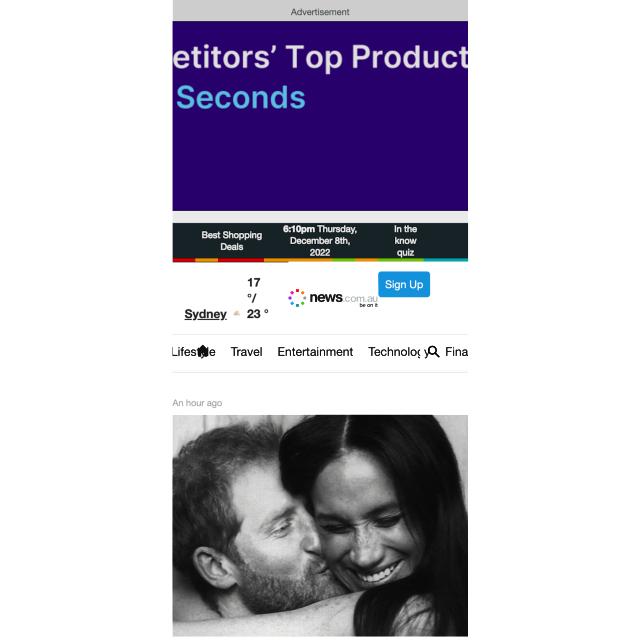 Advertisement
etitors’ Top Product
Seconds
Best Shopping
Deals
6:10pm Thursday,
December 8th,
2022
In the
know
quiz
Sydney
17
°/
23 °
news.com.au
be on it
Sign Up
Lifestyle
Travel
Entertainment
Technology
Fina
An hour ago